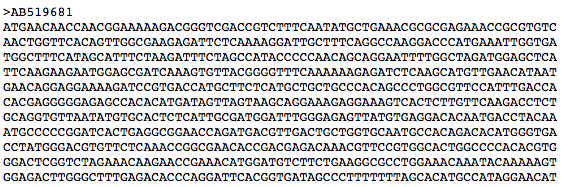 >AB519681
ATGAACAACCAACGGAAAAAGACGGGTCGACCGTCTTTCAATATGCTGAAACGCGCGAGAAACCGCGTGTC
AACTGGTTCACAGTTGGCGAAGAGATTCTCAAAAGGATTGCTTTCAGGCCAAGGACCCATGAAATTGGTGA
TGGCTTTCATAGCATTTCTAAGATTTCTAGCCATACCCCCAACAGCAGGAATTTTGGCTAGATGGAGCTCA
TTCAAGAAGAATGGAGCGATCAAAGTGTTACGGGGTTTCAAAAAAGAGATCTCAAGCATGTTGAACATAAT
GAACAGGAGGAAAAGATCCGTGACCATGCTTCTCATGCTGCTGCCCACAGCCCTGGCGTTCCATTTGACCA
CACGAGGGGGAGAGCCACACATGATAGTTAGTAAGCAGGAAAGAGGAAAGTCACTCTTGTTCAAGACCTCT
GCAGGTGTTAATATGTGCACTCTCATTGCGATGGATTTGGGAGAGTTATGTGAGGACACAATGACCTACAA
ATGCCCCCGGATCACTGAGGCGGAACCAGATGACGTTGACTGCTGGTGCAATGCCACAGACACATGGGTGA
CCTATGGGACGTGTTCTCAAACCGGCGAACACCGACGAGACAAACGTTCCGTGGCACTGGCCCCACACGTG
GGACTCGGTCTAGAAACAAGAACCGAAACATGGATGTCTTCTGAAGGCGCCTGGAAACAAATACAAAAAGT
GGAGACTTGGGCTTTGAGACACCCAGGATTCACGGTGATAGCCCTTTTTTTAGCACATGCCATAGGAACAT